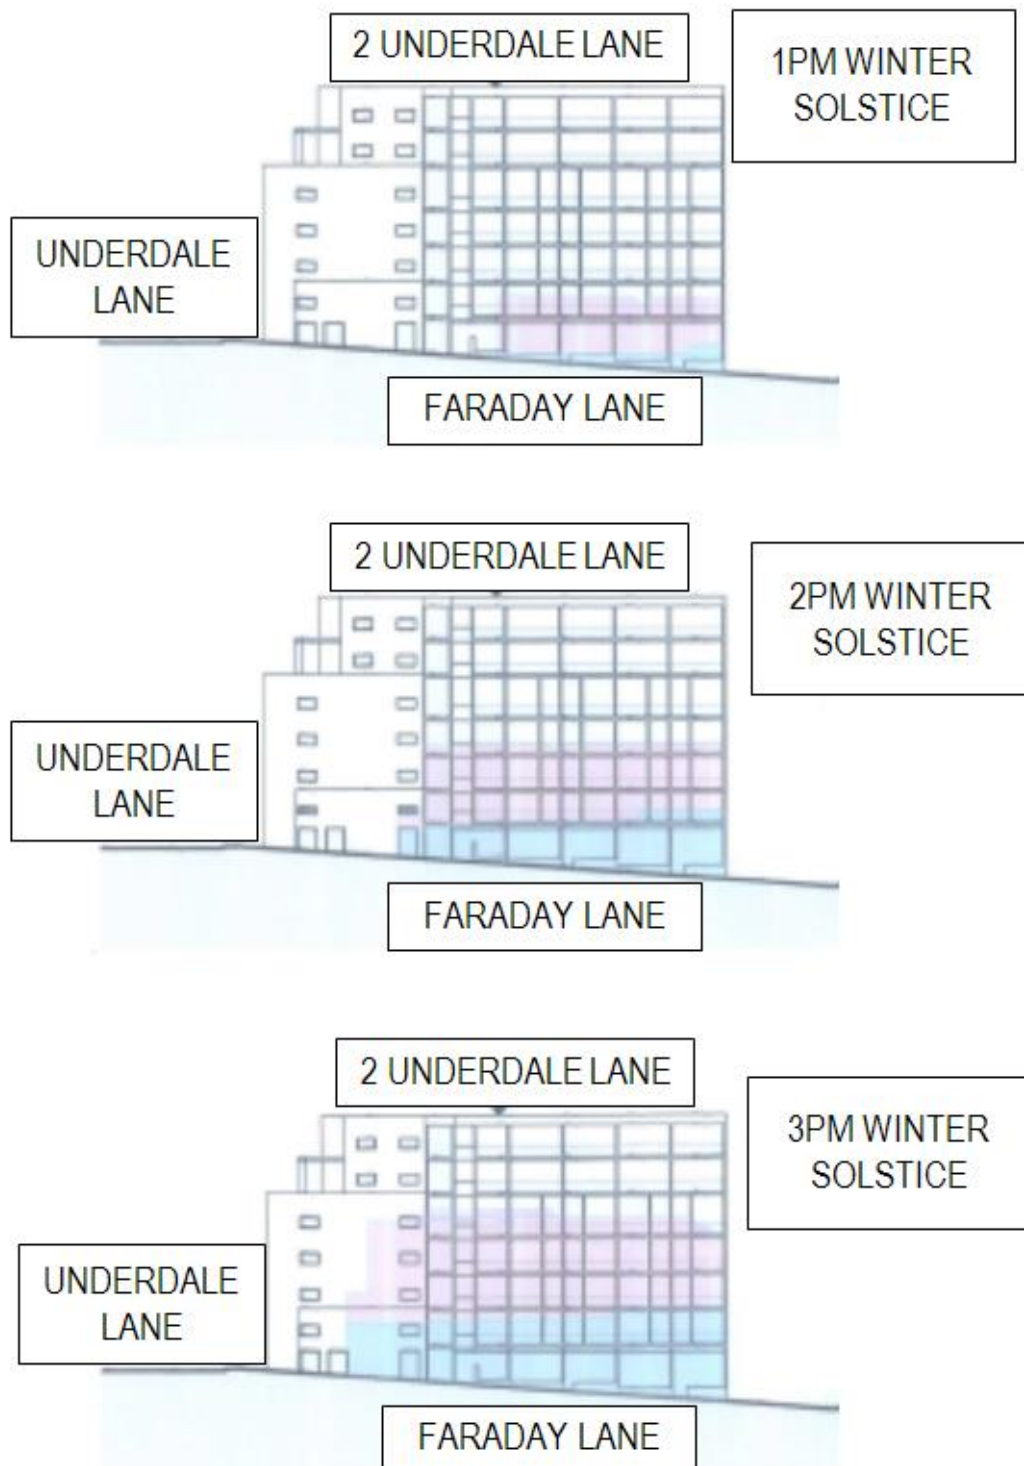 2 UNDERDALE LANE
1PM WINTER
SOLSTICE
UNDERDALE
LANE
FARADAY LANE
2 UNDERDALE LANE
2PM WINTER
SOLSTICE
UNDERDALE
LANE
FARADAY LANE
2 UNDERDALE LANE
3PM WINTER
SOLSTICE
UNDERDALE
LANE
FARADAY LANE